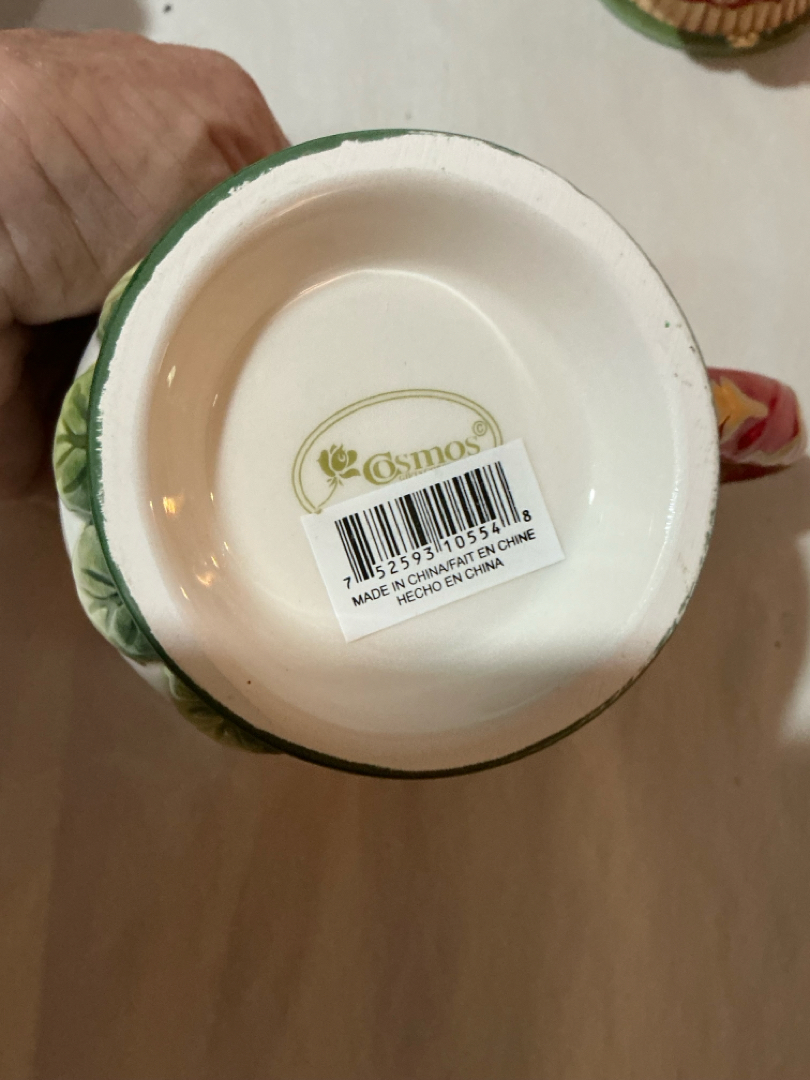 Cosmos ©
7 52593 10554 8
MADE IN CHINA/FAIT EN CHINE
HECHO EN CHINA